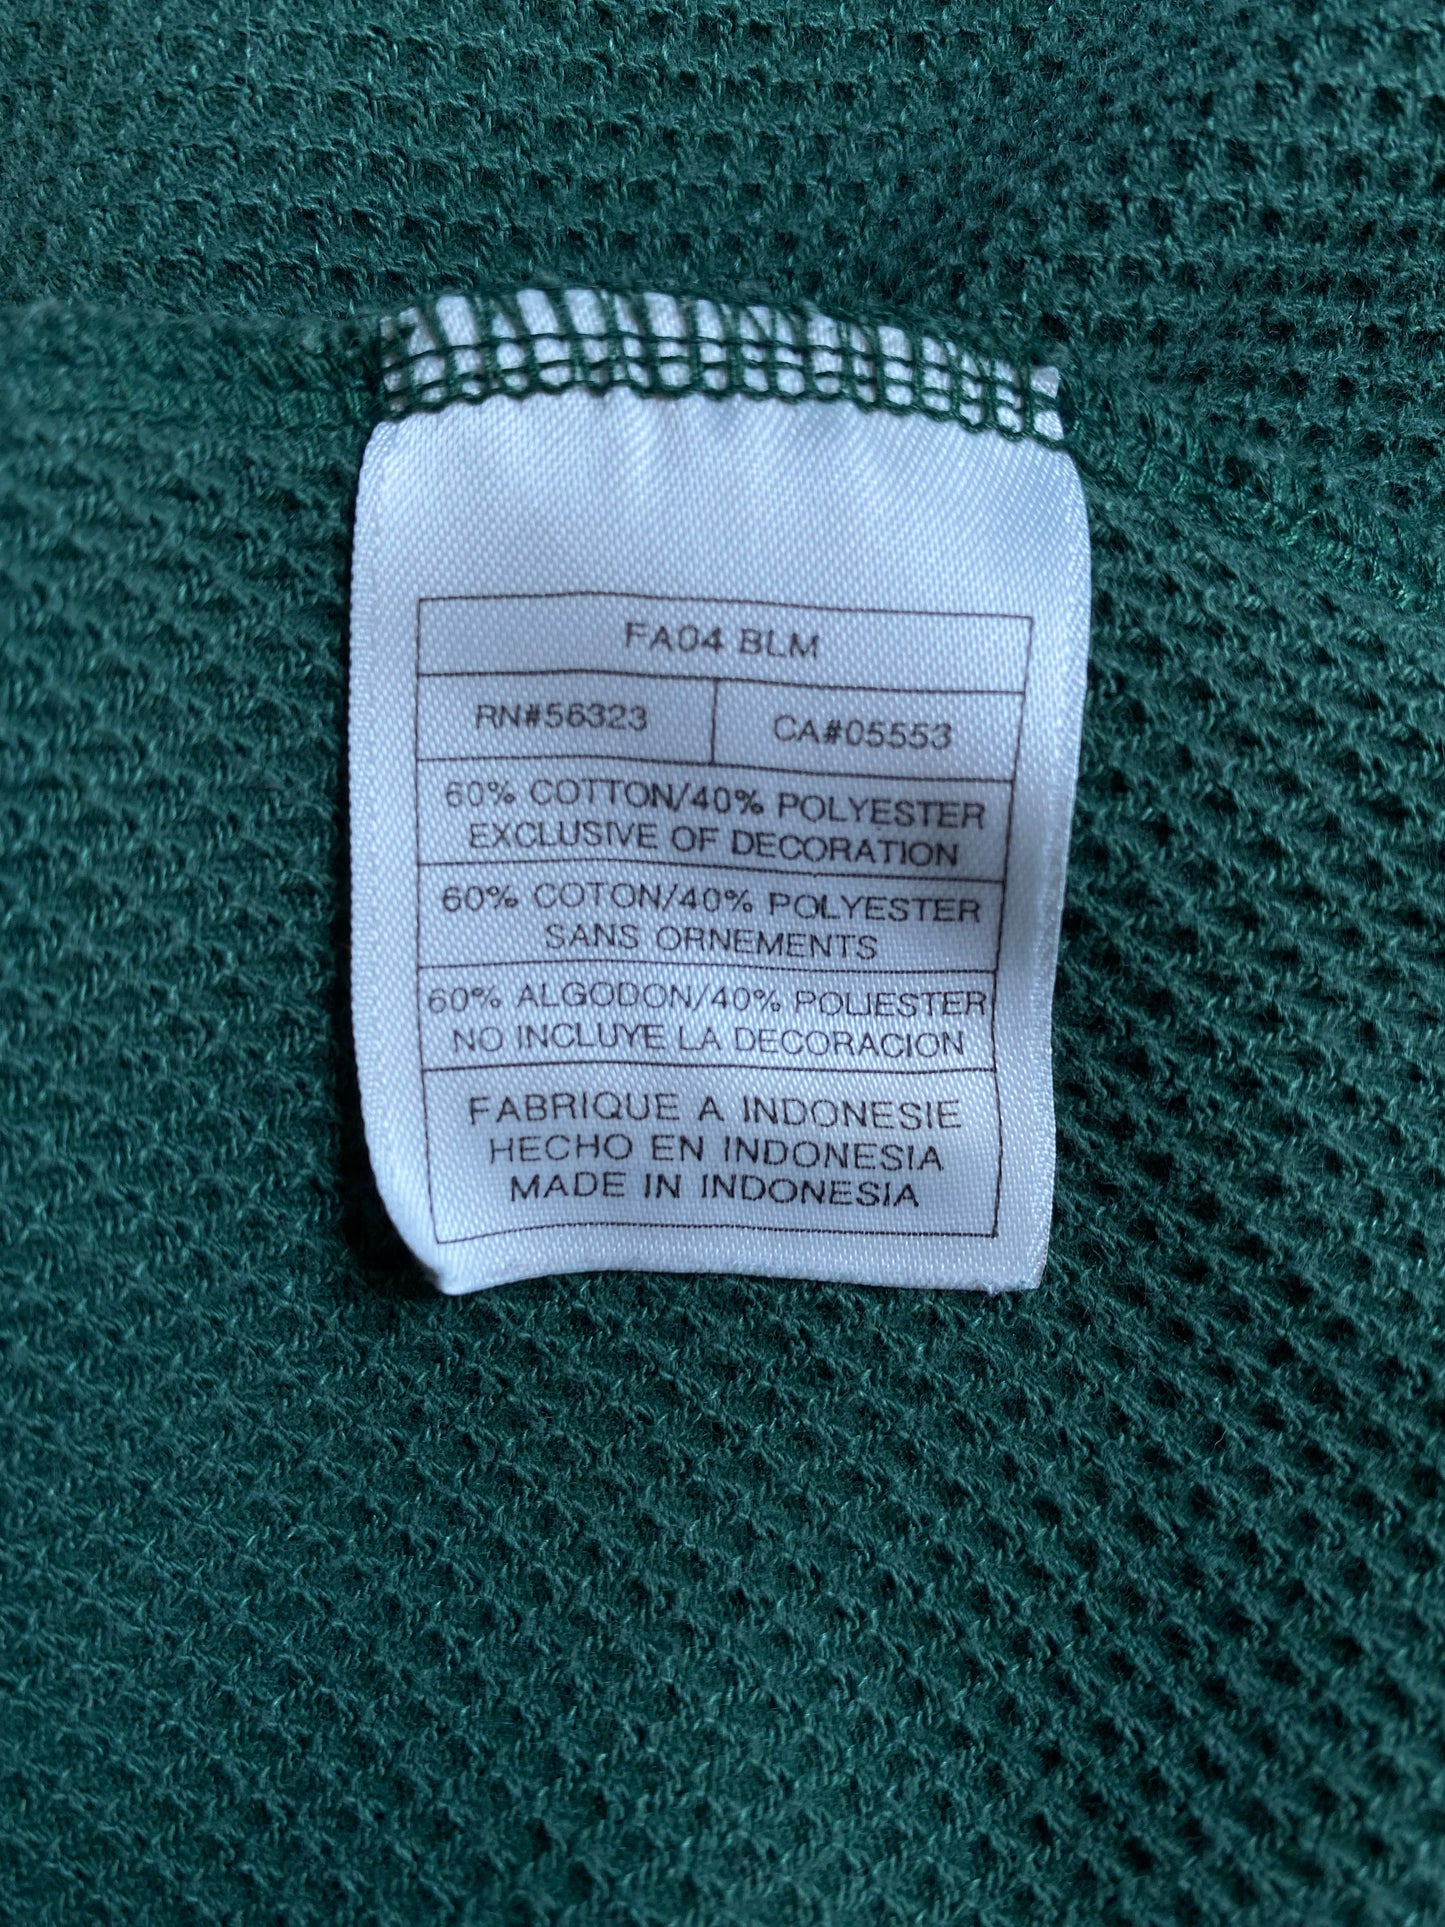 FA04 BLM
RN#56323 CA#05553
60% COTTON/40% POLYESTER
EXCLUSIVE OF DECORATION
60% COTON/40% POLYESTER
SANS ORNEMENTS
60% ALGODON/40% POLIESTER
NO INCLUYE LA DECORACION
FABRIQUE A INDONESIE
HECHO EN INDONESIA
MADE IN INDONESIA